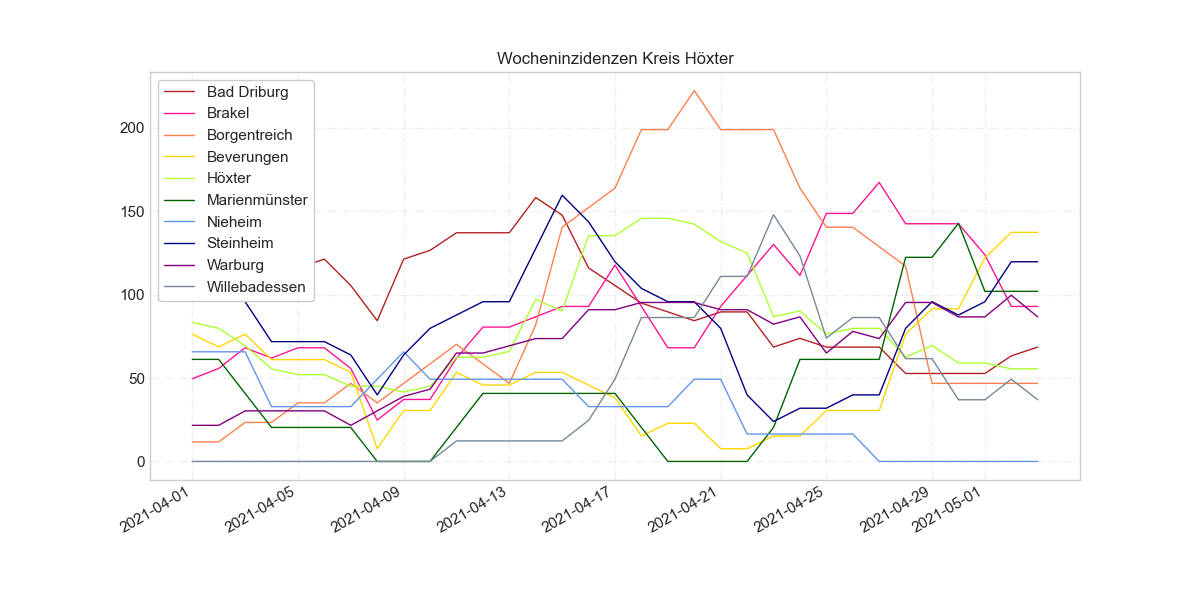 Wocheninzidenzen Kreis Höxter
Bad Driburg
Brakel
Borgentreich
Beverungen
Höxter
Marienmünster
Nieheim
Steinheim
Warburg
Willebadessen
200
150
100
50
0
2021-04-01
2021-04-05
2021-04-09
2021-04-13
2021-04-17
2021-04-21
2021-04-25
2021-04-29
2021-05-01